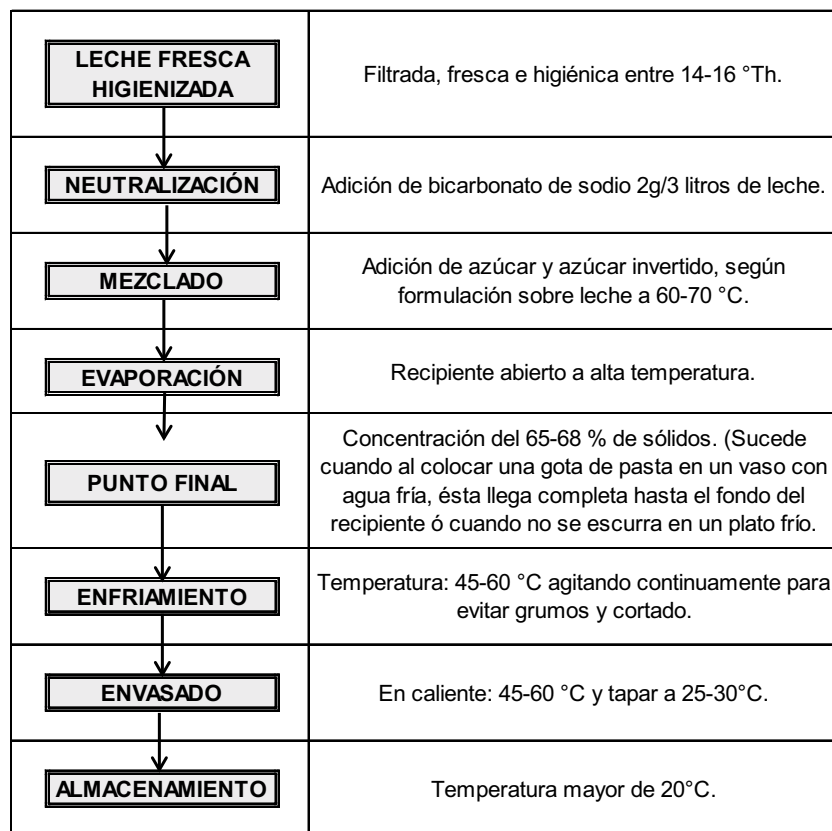 LECHE FRESCA
HIGIENIZADA
Filtrada, fresca e higiénica entre 14-16 °Th.
NEUTRALIZACIÓN
Adición de bicarbonato de sodio 2g/3 litros de leche.
MEZCLADO
Adición de azúcar y azúcar invertido, según
formulación sobre leche a 60-70 °C.
EVAPORACIÓN
Recipiente abierto a alta temperatura.
PUNTO FINAL
Concentración del 65-68 % de sólidos. (Sucede
cuando al colocar una gota de pasta en un vaso con
agua fría, ésta llega completa hasta el fondo del
recipiente ó cuando no se escurra en un plato frío.
ENFRIAMIENTO
Temperatura: 45-60 °C agitando continuamente para
evitar grumos y cortado.
ENVASADO
En caliente: 45-60 °C y tapar a 25-30°C.
ALMACENAMIENTO
Temperatura mayor de 20°C.